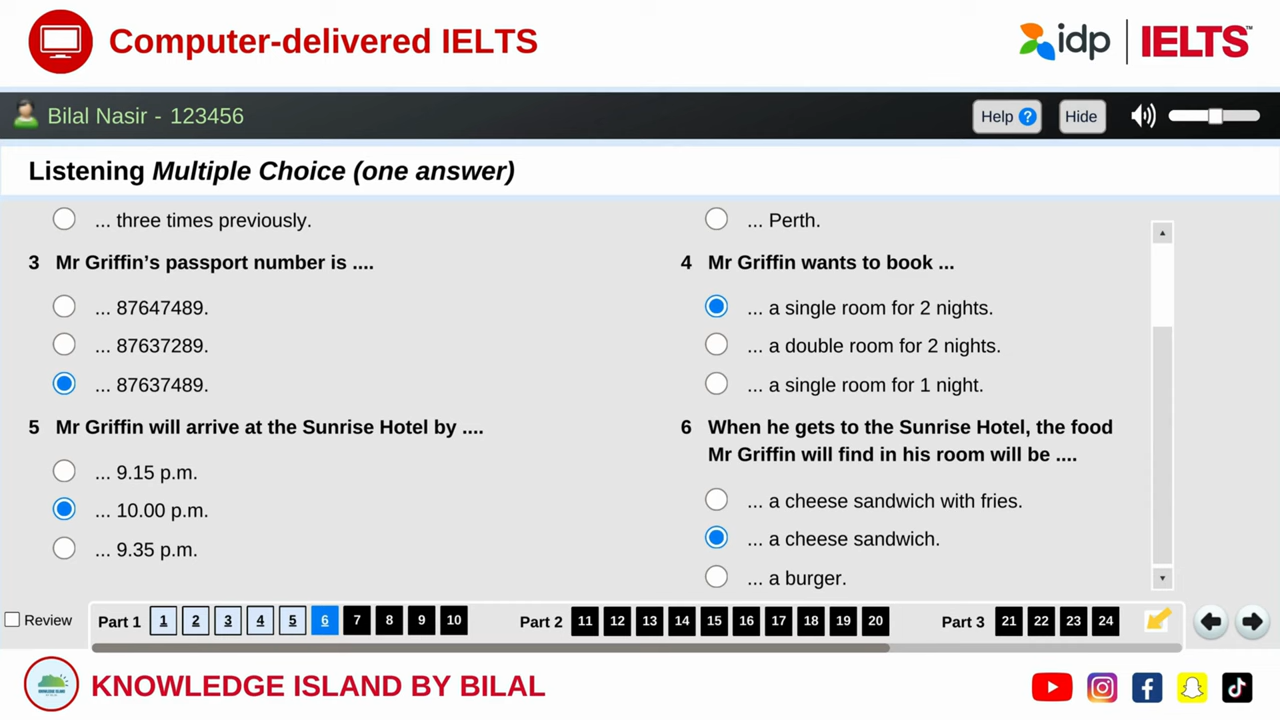 Computer-delivered IELTS
idp IELTS™
Bilal Nasir - 123456
Help ?
Hide
Listening Multiple Choice (one answer)
... three times previously.
... Perth.
3 Mr Griffin’s passport number is ....
... 87647489.
... 87637289.
... 87637489.
4 Mr Griffin wants to book ...
... a single room for 2 nights.
... a double room for 2 nights.
... a single room for 1 night.
5 Mr Griffin will arrive at the Sunrise Hotel by ....
... 9.15 p.m.
... 10.00 p.m.
... 9.35 p.m.
6 When he gets to the Sunrise Hotel, the food
Mr Griffin will find in his room will be ....
... a cheese sandwich with fries.
... a cheese sandwich.
... a burger.
Review
Part 1 1 2 3 4 5 6 7 8 9 10
Part 2 11 12 13 14 15 16 17 18 19 20
Part 3 21 22 23 24
KNOWLEDGE ISLAND BY BILAL